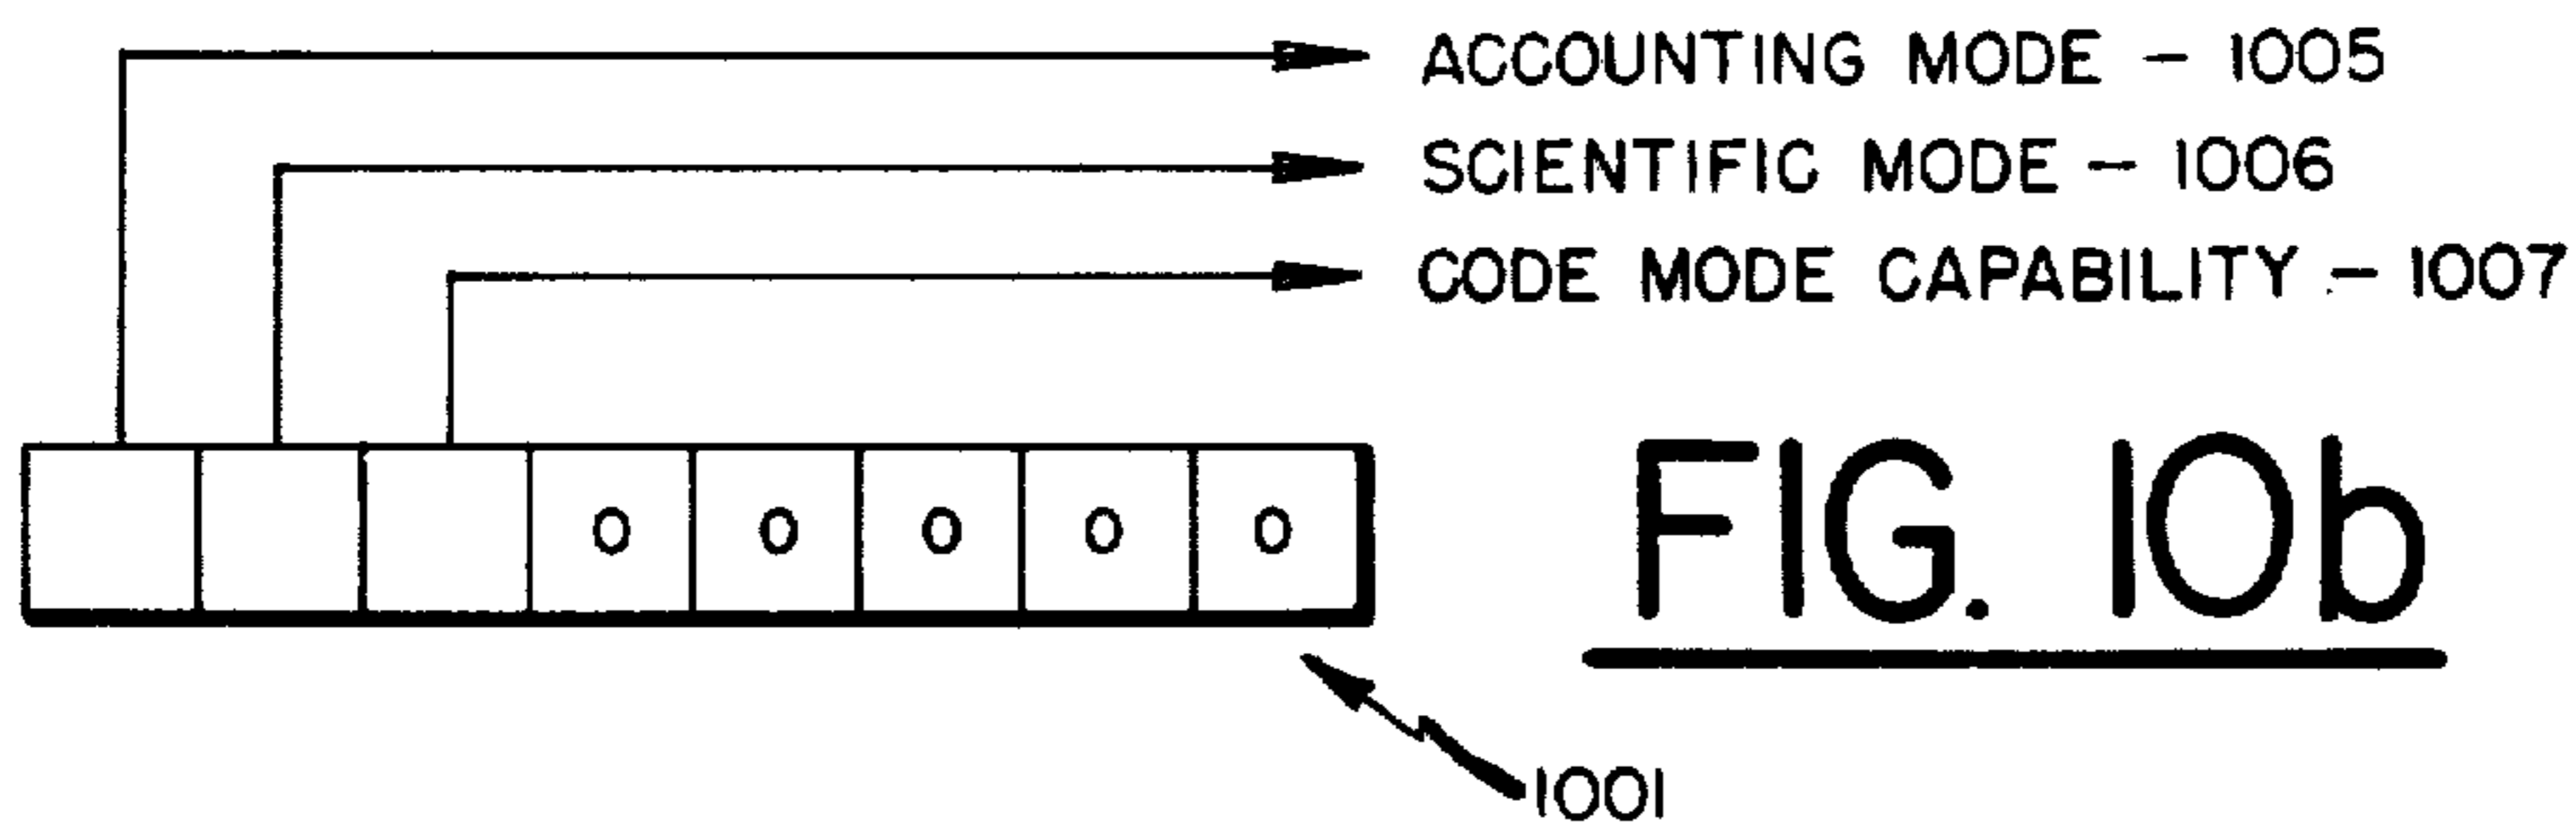 ACCOUNTING MODE - 1005
SCIENTIFIC MODE - 1006
CODE MODE CAPABILITY - 1007
0 0 0 0 0
FIG. 10b
1001